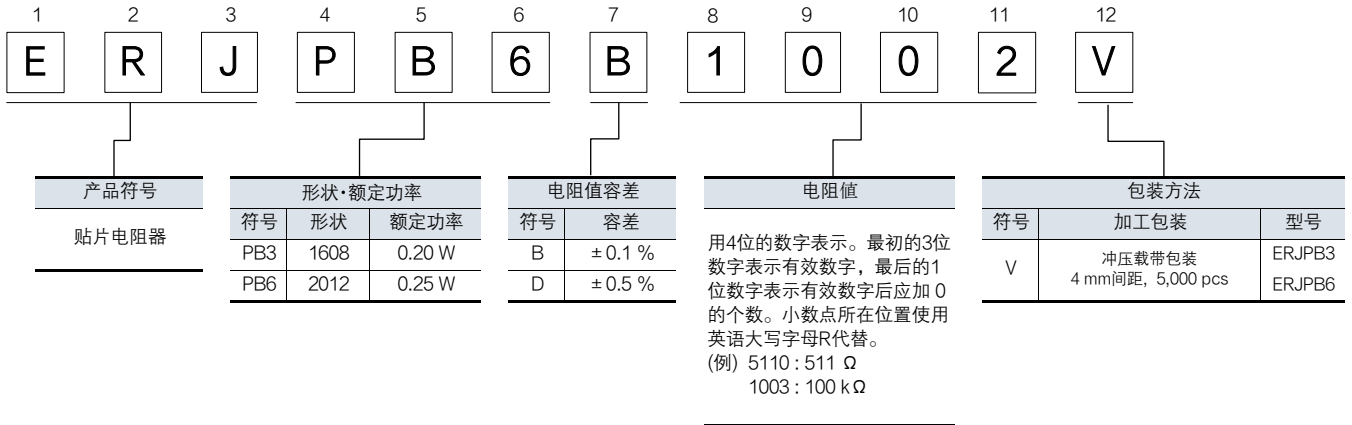 1 2 3 4 5 6 7 8 9 10 11 12
E R J P B 6 B 1 0 0 2 V
产品符号
贴片电阻器
形状·额定功率
符号 形状 额定功率
PB3 1608 0.20 W
PB6 2012 0.25 W
电阻值容差
符号 容差
B ±0.1 %
D ±0.5 %
电阻值
用4位的数字表示。最初的3位
数字表示有效数字，最后的1
位数字表示有效数字后应加 0
的个数。小数点所在位置使用
英语大写字母R代替。
(例) 5110 : 511 Ω
1003 : 100 kΩ
包装方法
符号 加工包装 型号
V 冲压载带包装
4 mm间距, 5,000 pcs
ERJPB3
ERJPB6